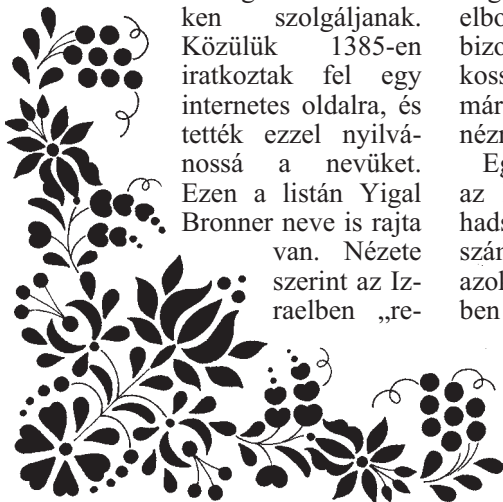 ken szolgáljanak.
Közülük 1385-en
iratkoztak fel egy
internetes oldalra, és
tették ezzel nyilvá-
nossá a nevüket.
Ezen a listán Yigal
Bronner neve is rajta
van. Nézete
szerint az Iz-
raelben „re-
elbo
bizo
koss
már
nézr
Eg
az
hads
szán
azol
ben